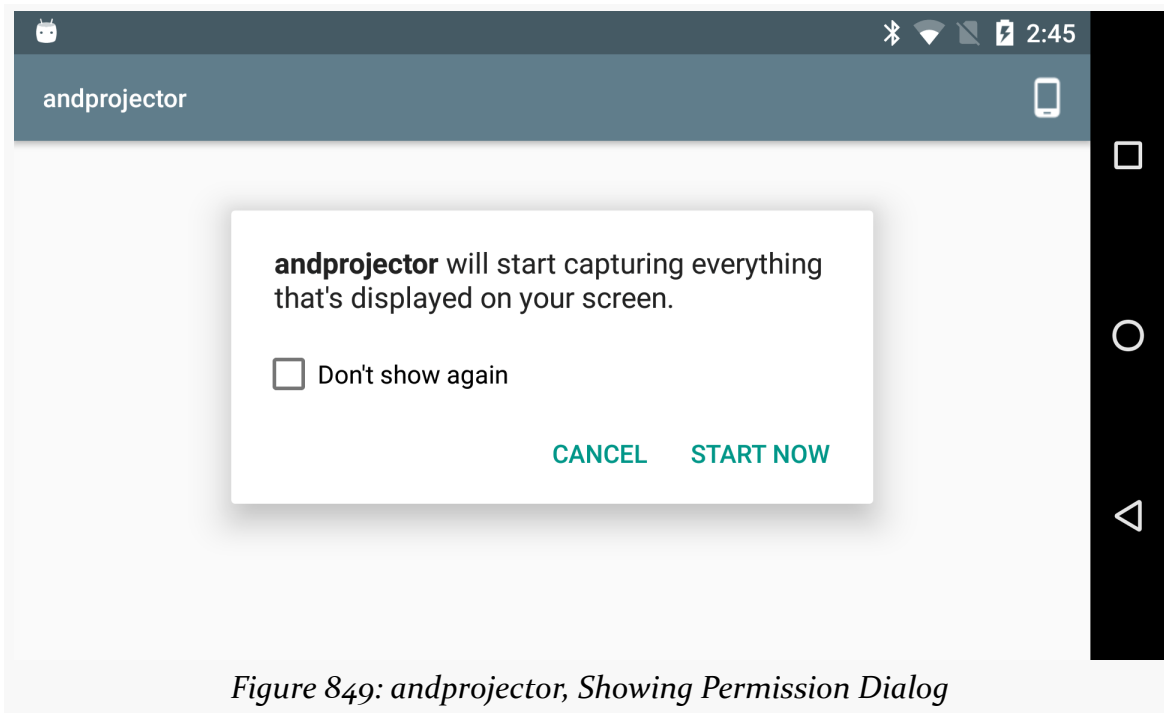 2:45
andprojector
andprojector will start capturing everything
that's displayed on your screen.
Don't show again
CANCEL START NOW
Figure 849: andprojector, Showing Permission Dialog